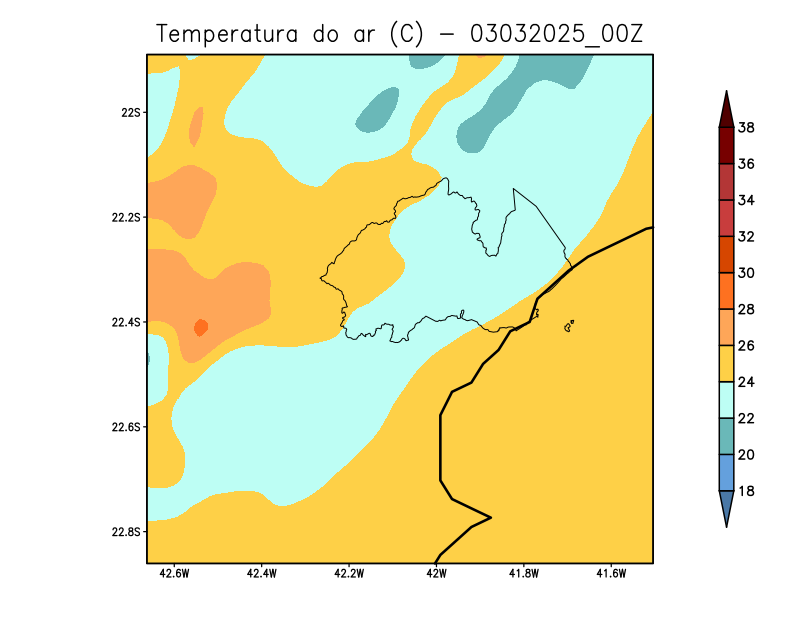 Temperatura do ar (C) - 03032025_00Z
22S
22.2S
22.4S
22.6S
22.8S
42.6W
42.4W
42.2W
42W
41.8W
41.6W
38
36
34
32
30
28
26
24
22
20
18